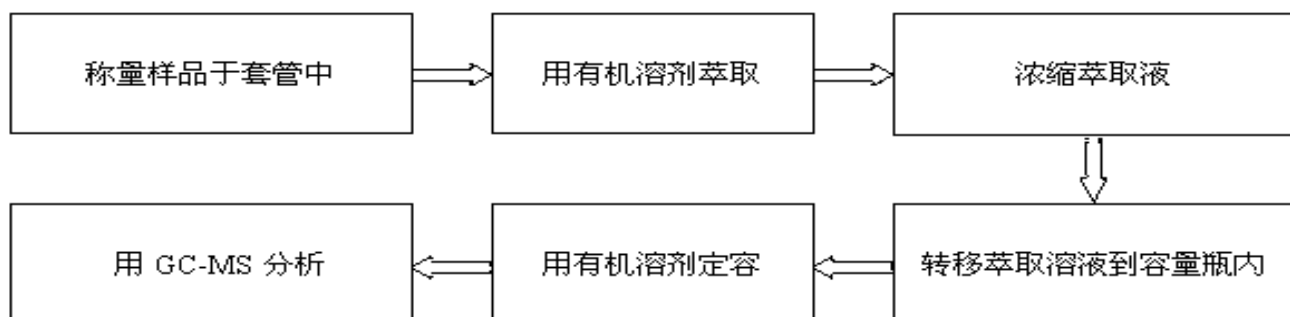 称量样品于套管中
用有机溶剂萃取
浓缩萃取液
转移萃取溶液到容量瓶内
用有机溶剂定容
用 GC-MS 分析